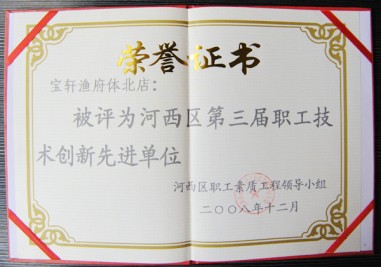 荣誉证书
宝轩渔府体北店：
被评为河西区第三届职工技
术创新先进单位
河西区职工素质工程领导小组
二〇〇八年十二月